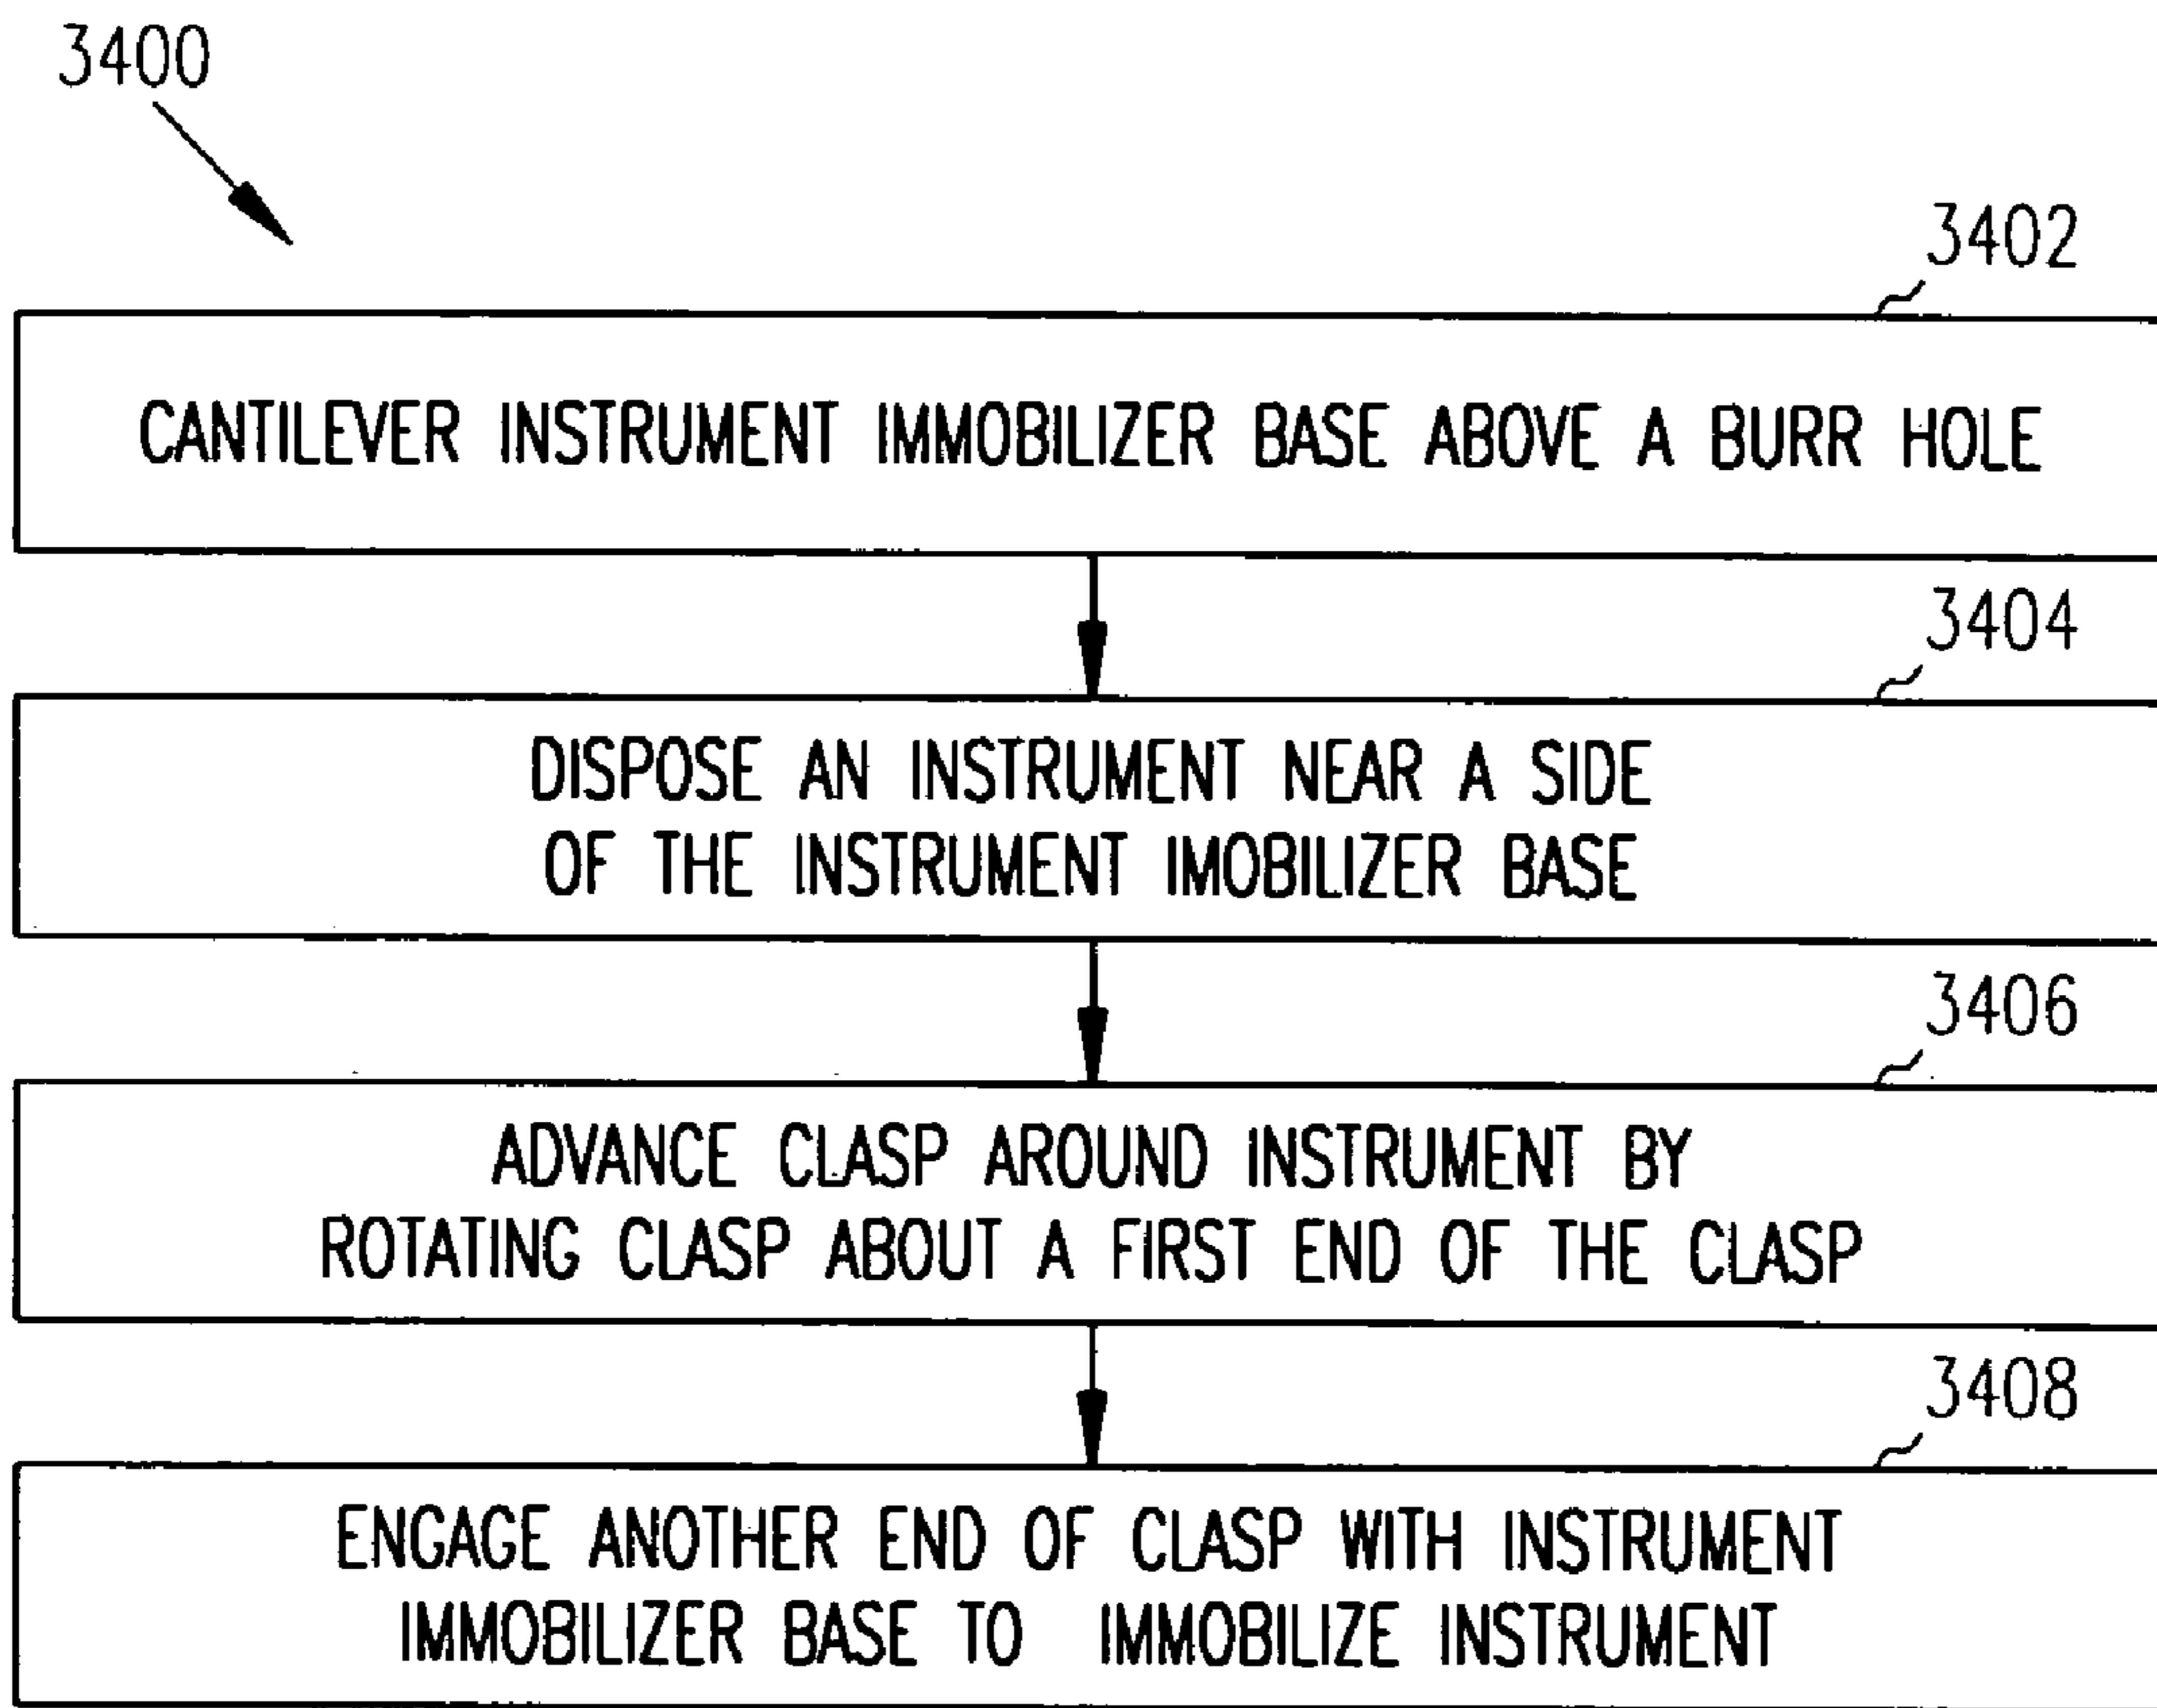 3400
3402
CANTILEVER INSTRUMENT IMMOBILIZER BASE ABOVE A BURR HOLE
3404
DISPOSE AN INSTRUMENT NEAR A SIDE
OF THE INSTRUMENT IMOBILIZER BASE
3406
ADVANCE CLASP AROUND INSTRUMENT BY
ROTATING CLASP ABOUT A FIRST END OF THE CLASP
3408
ENGAGE ANOTHER END OF CLASP WITH INSTRUMENT
IMMOBILIZER BASE TO IMMOBILIZE INSTRUMENT